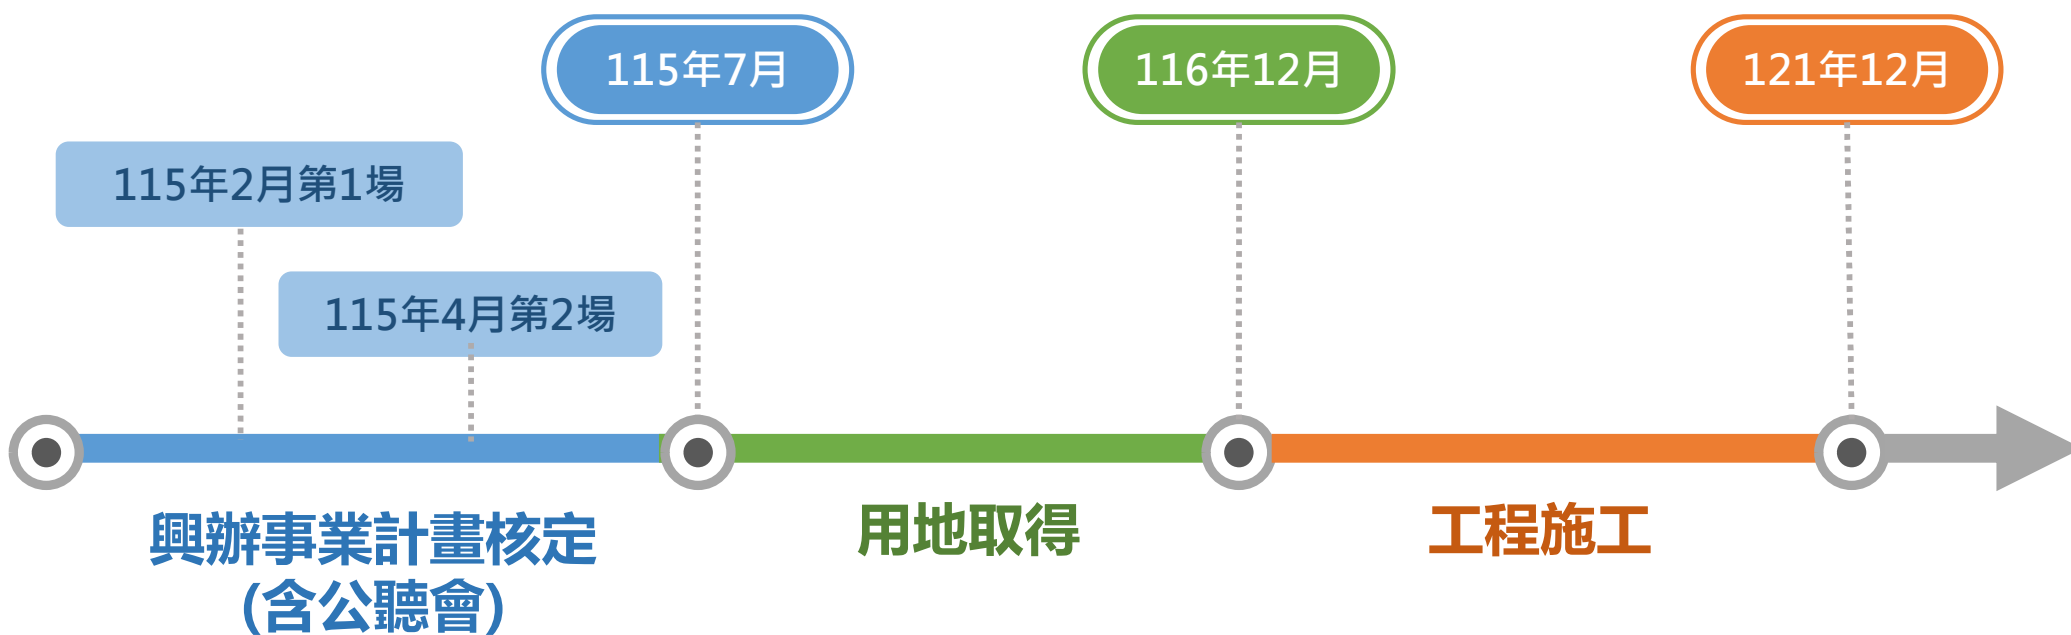 115年7月
116年12月
121年12月
115年2月第1場
115年4月第2場
興辦事業計畫核定
(含公聽會)
用地取得
工程施工